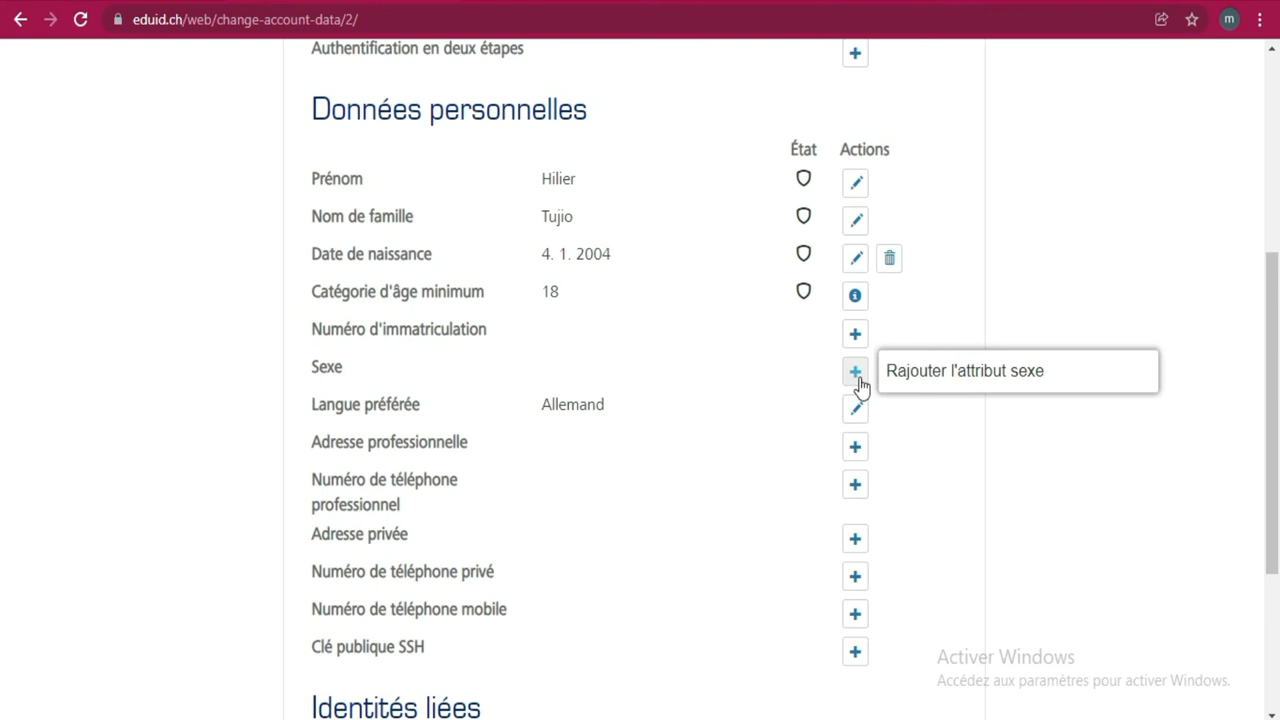 eduid.ch/web/change-account-data/2/
m
Authentification en deux étapes
Données personnelles
État Actions
Prénom Hilier
Nom de famille Tujio
Date de naissance 4. 1. 2004
Catégorie d'âge minimum 18
Numéro d'immatriculation
Sexe
Rajouter l'attribut sexe
Langue préférée Allemand
Adresse professionnelle
Numéro de téléphone
professionnel
Adresse privée
Numéro de téléphone privé
Numéro de téléphone mobile
Clé publique SSH
Identités liées
Activer Windows
Accédez aux paramètres pour activer Windows.